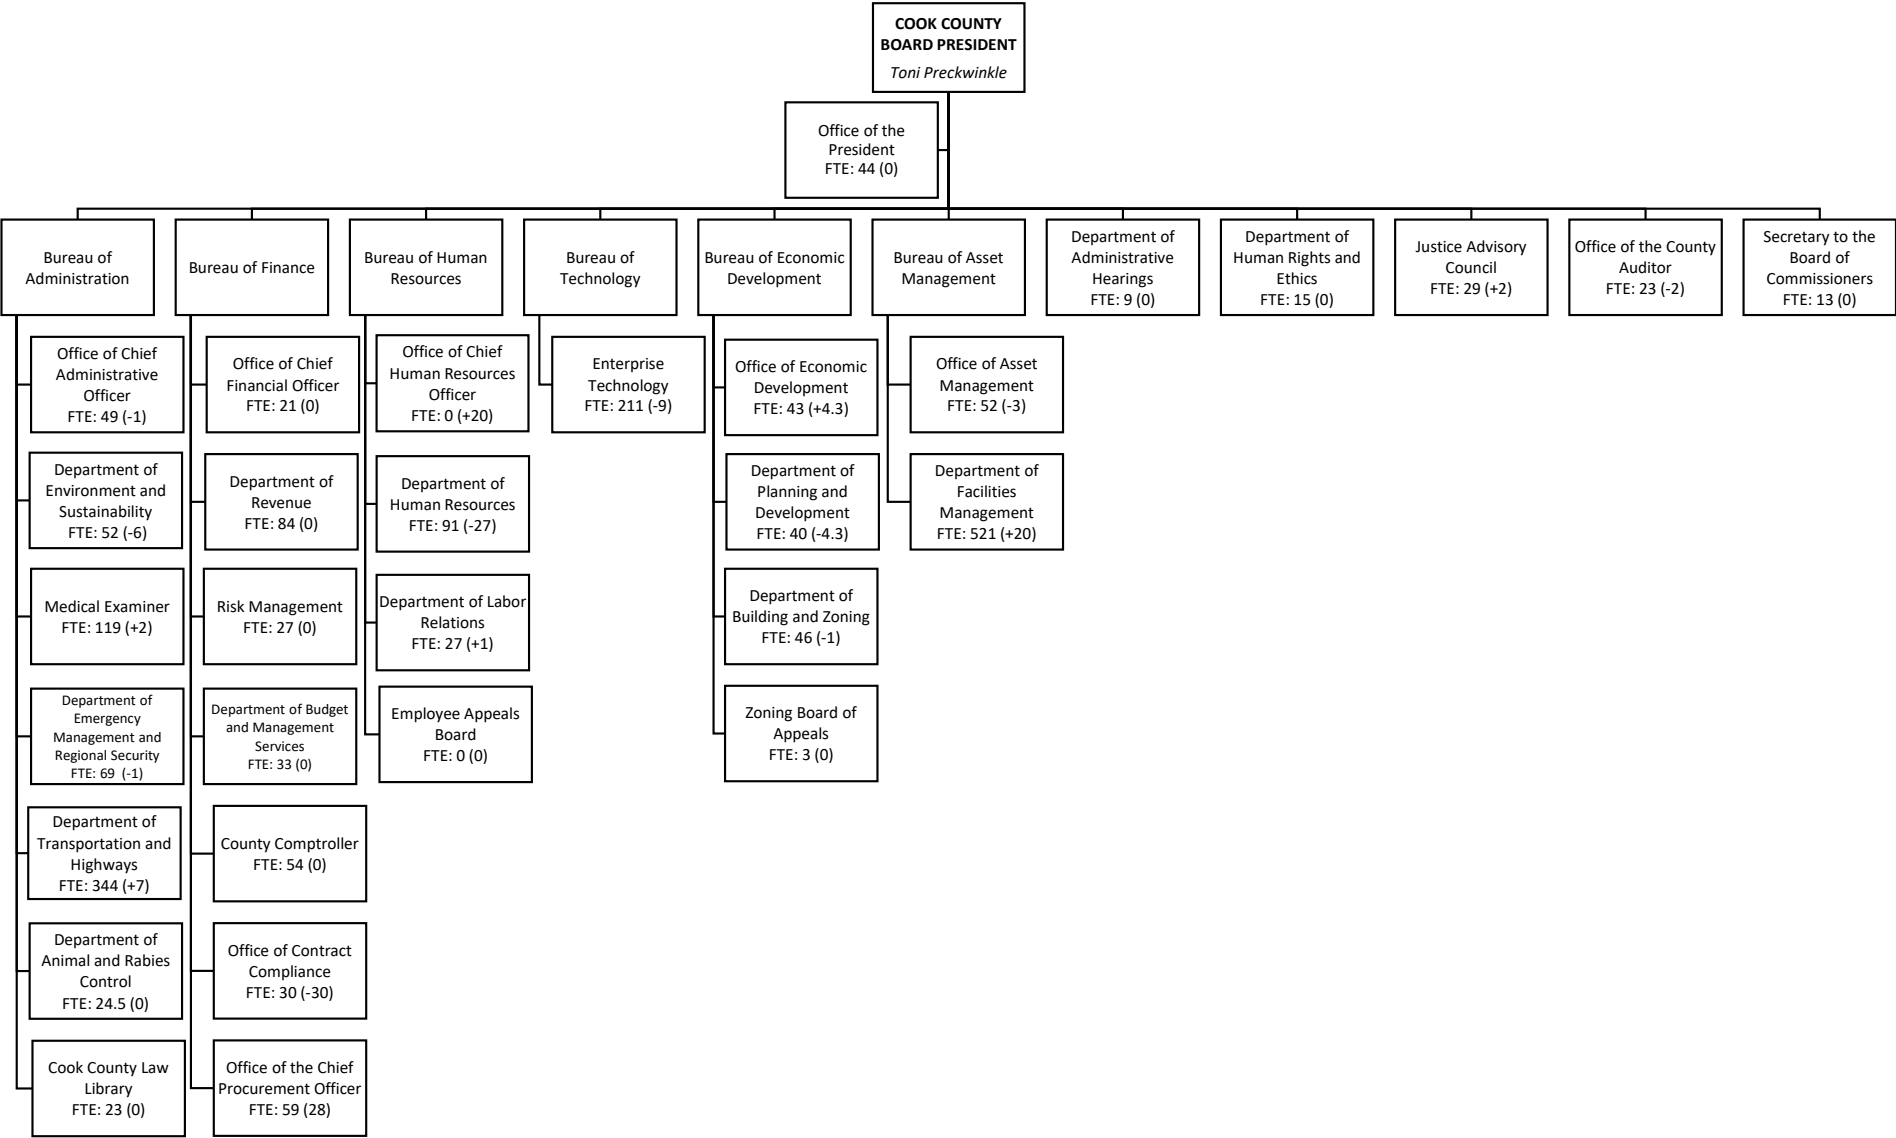 COOK COUNTY
BOARD PRESIDENT
Toni Preckwinkle
Office of the
President
FTE: 44 (0)
Bureau of
Administration
Bureau of Finance
Bureau of Human
Resources
Bureau of
Technology
Bureau of Economic
Development
Bureau of Asset
Management
Department of
Administrative
Hearings
FTE: 9 (0)
Department of
Human Rights and
Ethics
FTE: 15 (0)
Justice Advisory
Council
FTE: 29 (+2)
Office of the County
Auditor
FTE: 23 (-2)
Secretary to the
Board of
Commissioners
FTE: 13 (0)
Office of Chief
Administrative
Officer
FTE: 49 (-1)
Department of
Environment and
Sustainability
FTE: 52 (-6)
Medical Examiner
FTE: 119 (+2)
Department of
Emergency
Management and
Regional Security
FTE: 69 (-1)
Department of
Transportation and
Highways
FTE: 344 (+7)
Department of
Animal and Rabies
Control
FTE: 24.5 (0)
Cook County Law
Library
FTE: 23 (0)
Office of Chief
Financial Officer
FTE: 21 (0)
Department of
Revenue
FTE: 84 (0)
Risk Management
FTE: 27 (0)
Department of Budget
and Management
Services
FTE: 33 (0)
County Comptroller
FTE: 54 (0)
Office of Contract
Compliance
FTE: 30 (-30)
Office of the Chief
Procurement Officer
FTE: 59 (28)
Office of Chief
Human Resources
Officer
FTE: 0 (+20)
Department of
Human Resources
FTE: 91 (-27)
Department of Labor
Relations
FTE: 27 (+1)
Employee Appeals
Board
FTE: 0 (0)
Enterprise
Technology
FTE: 211 (-9)
Office of Economic
Development
FTE: 43 (+4.3)
Department of
Planning and
Development
FTE: 40 (-4.3)
Department of
Building and Zoning
FTE: 46 (-1)
Zoning Board of
Appeals
FTE: 3 (0)
Office of Asset
Management
FTE: 52 (-3)
Department of
Facilities
Management
FTE: 521 (+20)